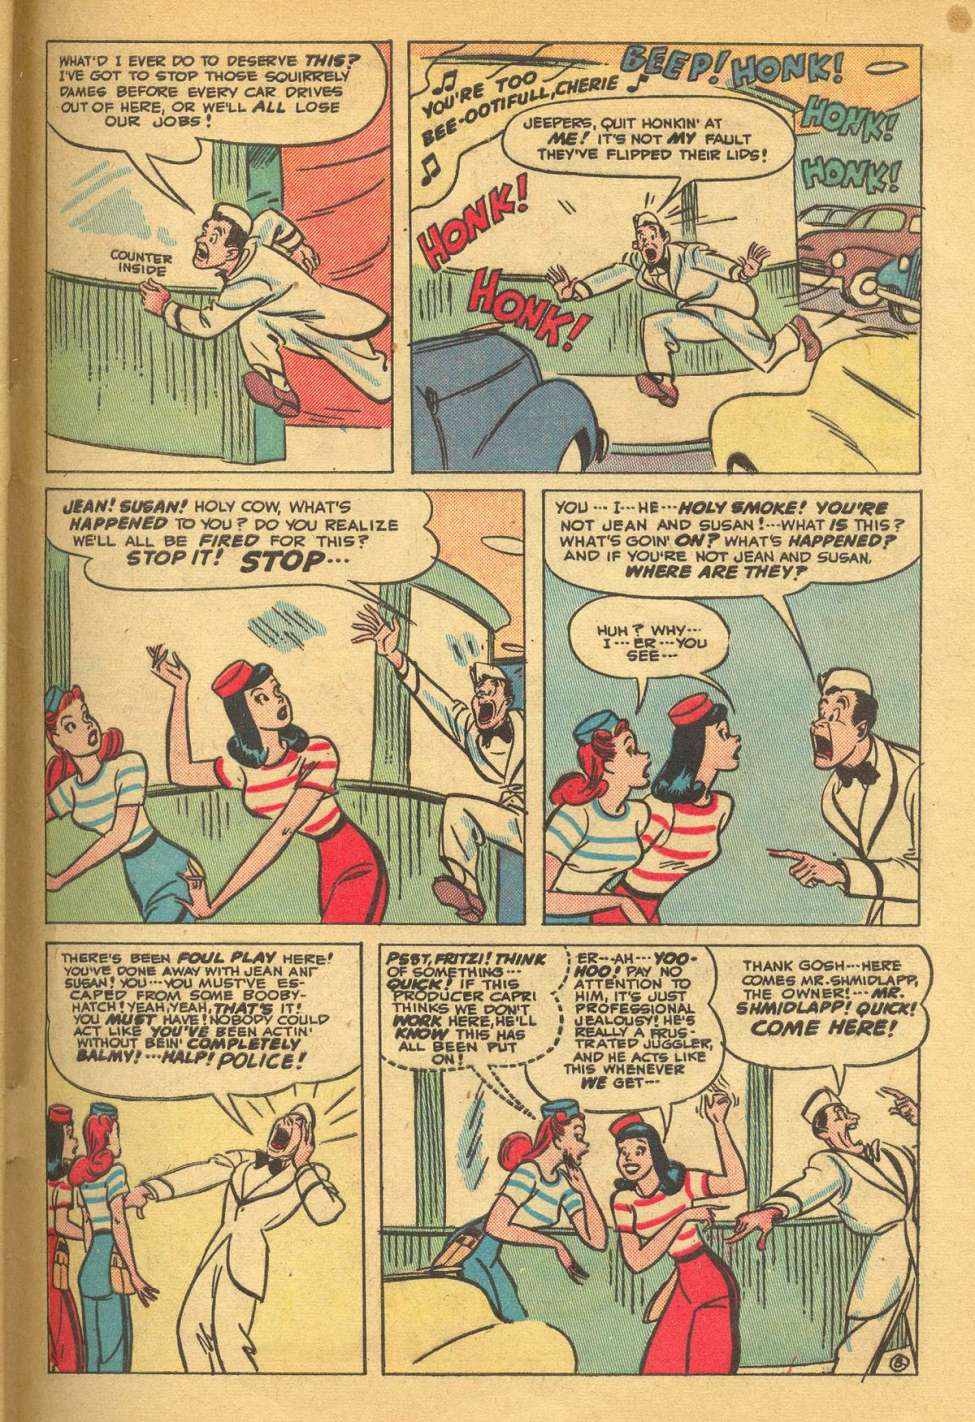 WHAT'D I EVER DO TO DESERVE THIS?
I'VE GOT TO STOP THOSE SQUIRRELY
DAMES BEFORE EVERY CAR DRIVES
OUT OF HERE, OR WE'LL ALL LOSE
OUR JOBS!
COUNTER
INSIDE
YOU'RE TOO
BEE-OOTIFULL, CHERIE
BEEP! HONK!
HONK!
HONK!
JEEPERS, QUIT HONKIN' AT
ME! IT'S NOT MY FAULT
THEY'VE FLIPPED THEIR LIDS!
HONK!
HONK!
JEAN! SUSAN! HOLY COW, WHAT'S
HAPPENED TO YOU? DO YOU REALIZE
WE'LL ALL BE FIRED FOR THIS?
STOP IT! STOP---
YOU --- I --- HE --- HOLY SMOKE! YOU'RE
NOT JEAN AND SUSAN!---WHAT IS THIS?
WHAT'S GOIN' ON? WHAT'S HAPPENED?
AND IF YOU'RE NOT JEAN AND SUSAN,
WHERE ARE THEY?
HUH? WHY---
I --- ER --- YOU
SEE---
THERE'S BEEN FOUL PLAY HERE!
YOU'VE DONE AWAY WITH JEAN AND
SUSAN! YOU---YOU MUST'VE ES-
CAPED FROM SOME BOOBY-
HATCH! YEAH, YEAH, THAT'S IT!
YOU MUST HAVE! NOBODY COULD
ACT LIKE YOU'VE BEEN ACTIN'
WITHOUT BEIN' COMPLETELY
BALMY!---HALP! POLICE!
PSST, FRITZI! THINK
OF SOMETHING---
QUICK! IF THIS
PRODUCER CAPRI
THINKS WE DON'T
WORK HERE, HE'LL
KNOW THIS HAS
ALL BEEN PUT
ON!
ER---AH--- YOO-
HOO! PAY NO
ATTENTION TO
HIM, IT'S JUST
PROFESSIONAL
JEALOUSY! HE'S
REALLY A FRUS-
TRATED JUGGLER,
AND HE ACTS LIKE
THIS WHENEVER
WE GET---
THANK GOSH---HERE
COMES MR. SHMIDLAPP,
THE OWNER!--- MR.
SHMIDLAPP! QUICK!
COME HERE!
8